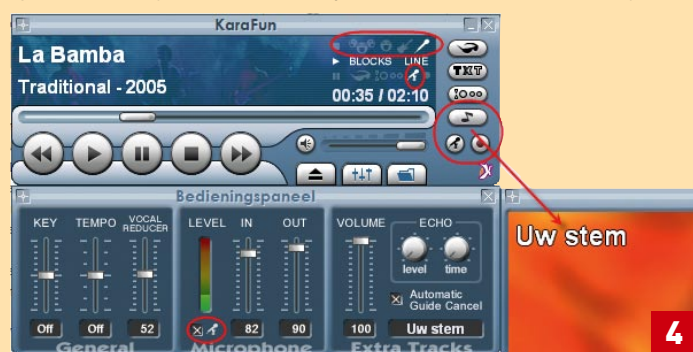 KaraFun
La Bamba
BLOCKS LINE
TXT
Traditional - 2005
00:35 / 02:10
Bedieningspaneel
KEY TEMPO VOCAL REDUCER
LEVEL IN OUT
VOLUME ECHO
level time
Automatic
Guide Cancel
Off Off 52
82 90
100 Uw stem
General Microphone Extra Tracks
Uw stem
4